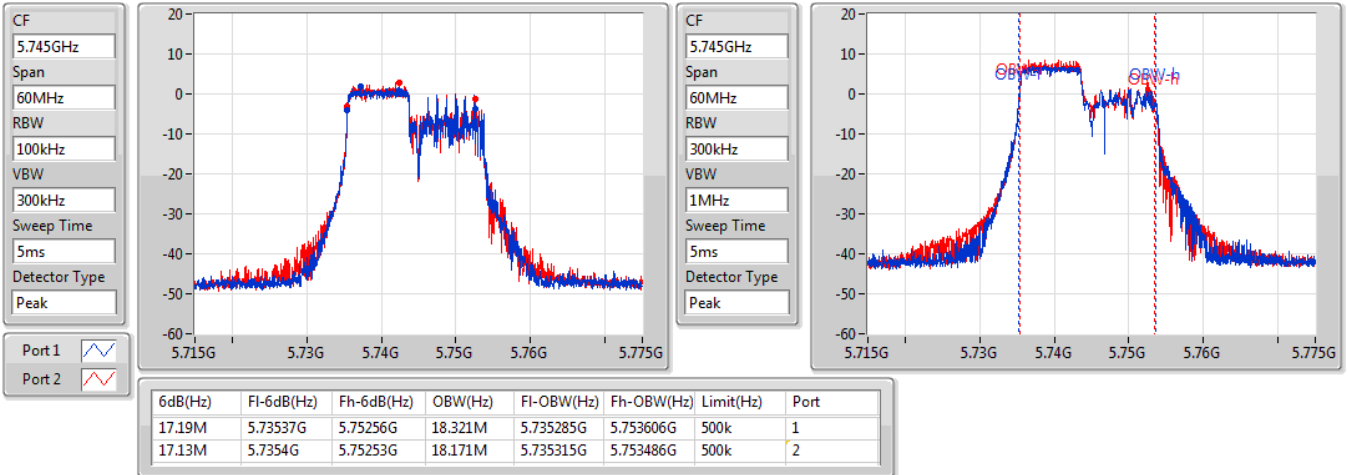 CF
5.745GHz
Span
60MHz
RBW
100kHz
VBW
300kHz
Sweep Time
5ms
Detector Type
Peak
20
10
0
-10
-20
-30
-40
-50
-60
5.715G 5.73G 5.74G 5.75G 5.76G 5.775G
CF
5.745GHz
Span
60MHz
RBW
300kHz
VBW
1MHz
Sweep Time
5ms
Detector Type
Peak
20
10
0
-10
-20
-30
-40
-50
-60
OBW-h
OBW-h
5.715G 5.73G 5.74G 5.75G 5.76G 5.775G
Port 1
Port 2
6dB(Hz) Fl-6dB(Hz) Fh-6dB(Hz) OBW(Hz) Fl-OBW(Hz) Fh-OBW(Hz) Limit(Hz) Port
17.19M 5.73537G 5.75256G 18.321M 5.735285G 5.753606G 500k 1
17.13M 5.7354G 5.75253G 18.171M 5.735315G 5.753486G 500k 2